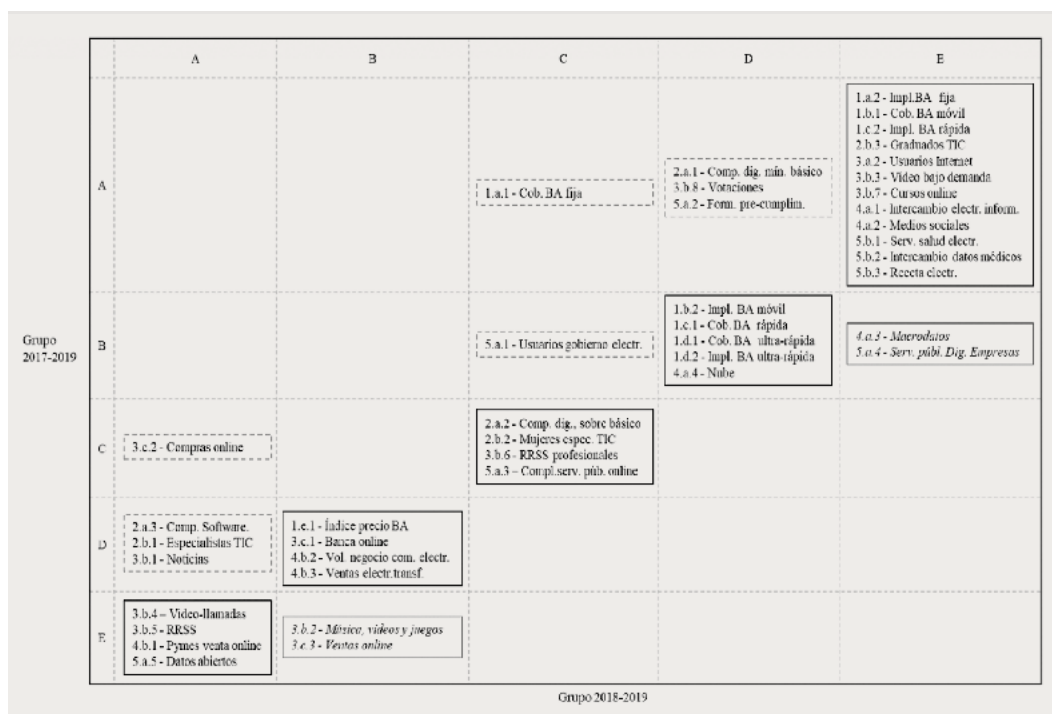 A B C D E
A
1.a.1 - Cob. BA fija
2.a.1 - Comp. dig. mín. básico
3.b.8 - Votaciones
5.a.2 - Form. pre-cumplim.
1.a.2 - Impl.BA fija
1.b.1 - Cob. BA móvil
1.c.2 - Impl. BA rápida
2.b.3 - Graduados TIC
3.a.2 - Usuarios Internet
3.b.3 - Video bajo demanda
3.b.7 - Cursos online
4.a.1 - Intercambio electr. inform.
4.a.2 - Medios sociales
5.b.1 - Serv. salud electr.
5.b.2 - Intercambio datos médicos
5.b.3 - Receta electr.
Grupo
2017-2019
B
5.a.1 - Usuarios gobierno electr.
1.b.2 - Impl. BA móvil
1.c.1 - Cob. BA rápida
1.d.1 - Cob. BA ultra-rápida
1.d.2 - Impl. BA ultra-rápida
4.a.4 - Nube
4.a.3 - Macrodatos
5.a.4 - Serv. públ. Dig. Empresas
C
3.c.2 - Compras online
2.a.2 - Comp. dig., sobre básico
2.b.2 - Mujeres espec. TIC
3.b.6 - RRSS profesionales
5.a.3 – Compl.serv. púb. online
D
2.a.3 - Comp. Software.
2.b.1 - Especialistas TIC
3.b.1 - Noticias
1.e.1 - Índice precio BA
3.c.1 - Banca online
4.b.2 - Vol. negocio com. electr.
4.b.3 - Ventas electr.transf.
E
3.b.4 – Video-llamadas
3.b.5 - RRSS
4.b.1 - Pymes venta online
5.a.5 - Datos abiertos
3.b.2 - Música, vídeos y juegos
3.c.3 - Ventas online
Grupo 2018-2019